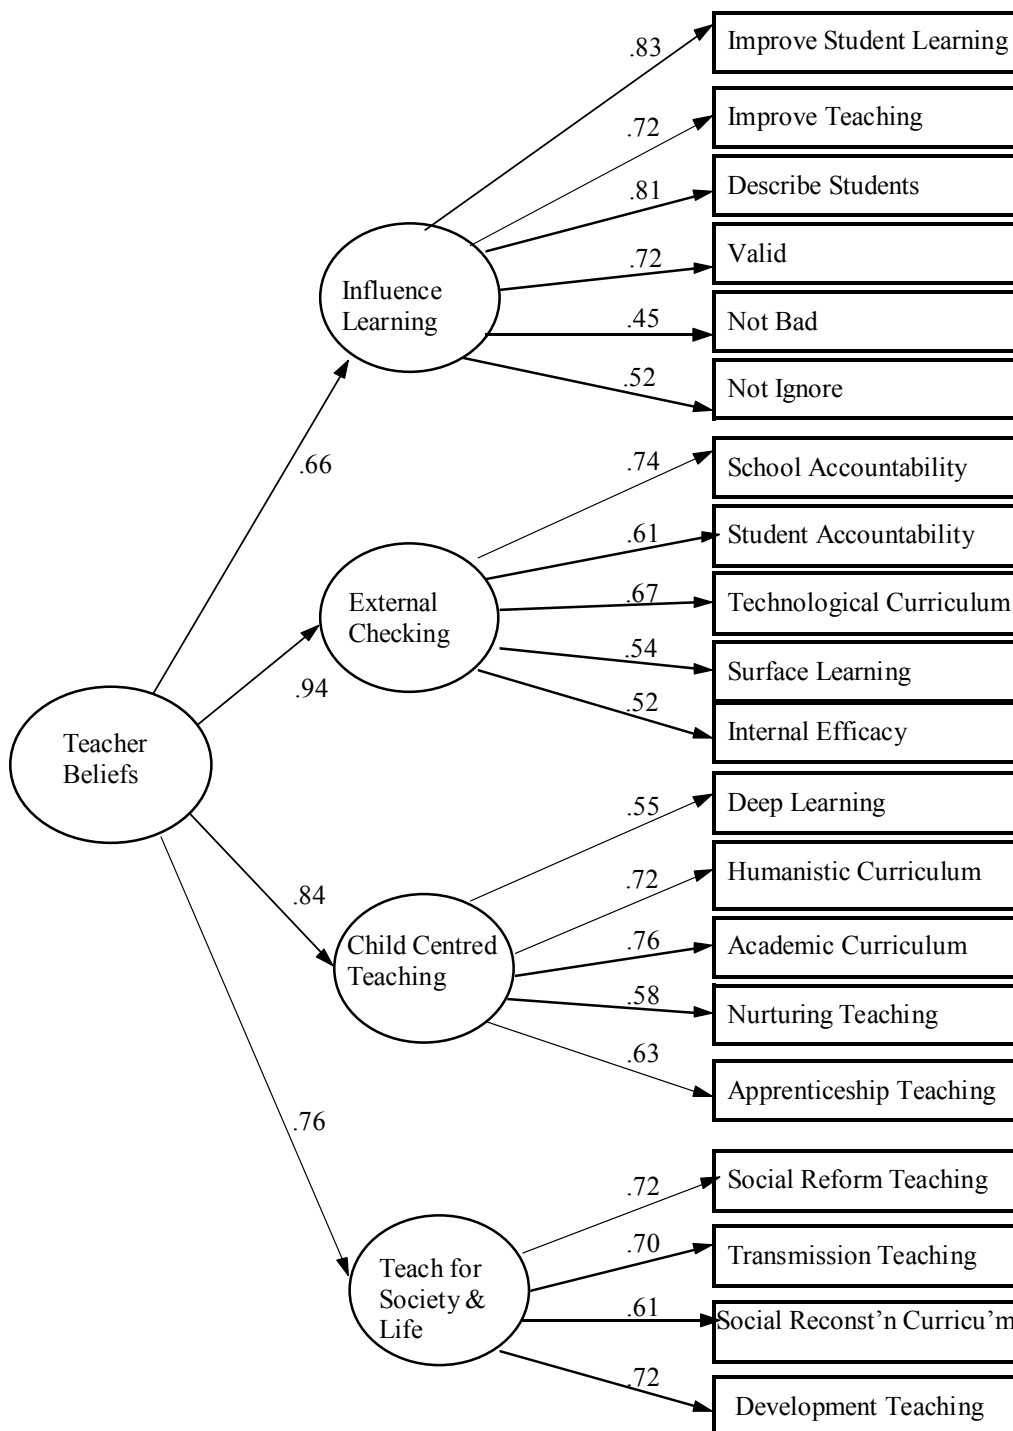 .83
Improve Student Learning
.72
Improve Teaching
.81
Describe Students
.72
Valid
.45
Not Bad
.52
Not Ignore
Influence
Learning
.66
.74
School Accountability
.61
Student Accountability
.67
Technological Curriculum
.54
Surface Learning
.52
Internal Efficacy
External
Checking
.94
Teacher
Beliefs
.55
Deep Learning
.72
Humanistic Curriculum
.76
Academic Curriculum
.58
Nurturing Teaching
.63
Apprenticeship Teaching
.84
Child Centred
Teaching
.76
.72
Social Reform Teaching
.70
Transmission Teaching
.61
Social Reconst'n Curricu'm
.72
Development Teaching
Teach for
Society &
Life